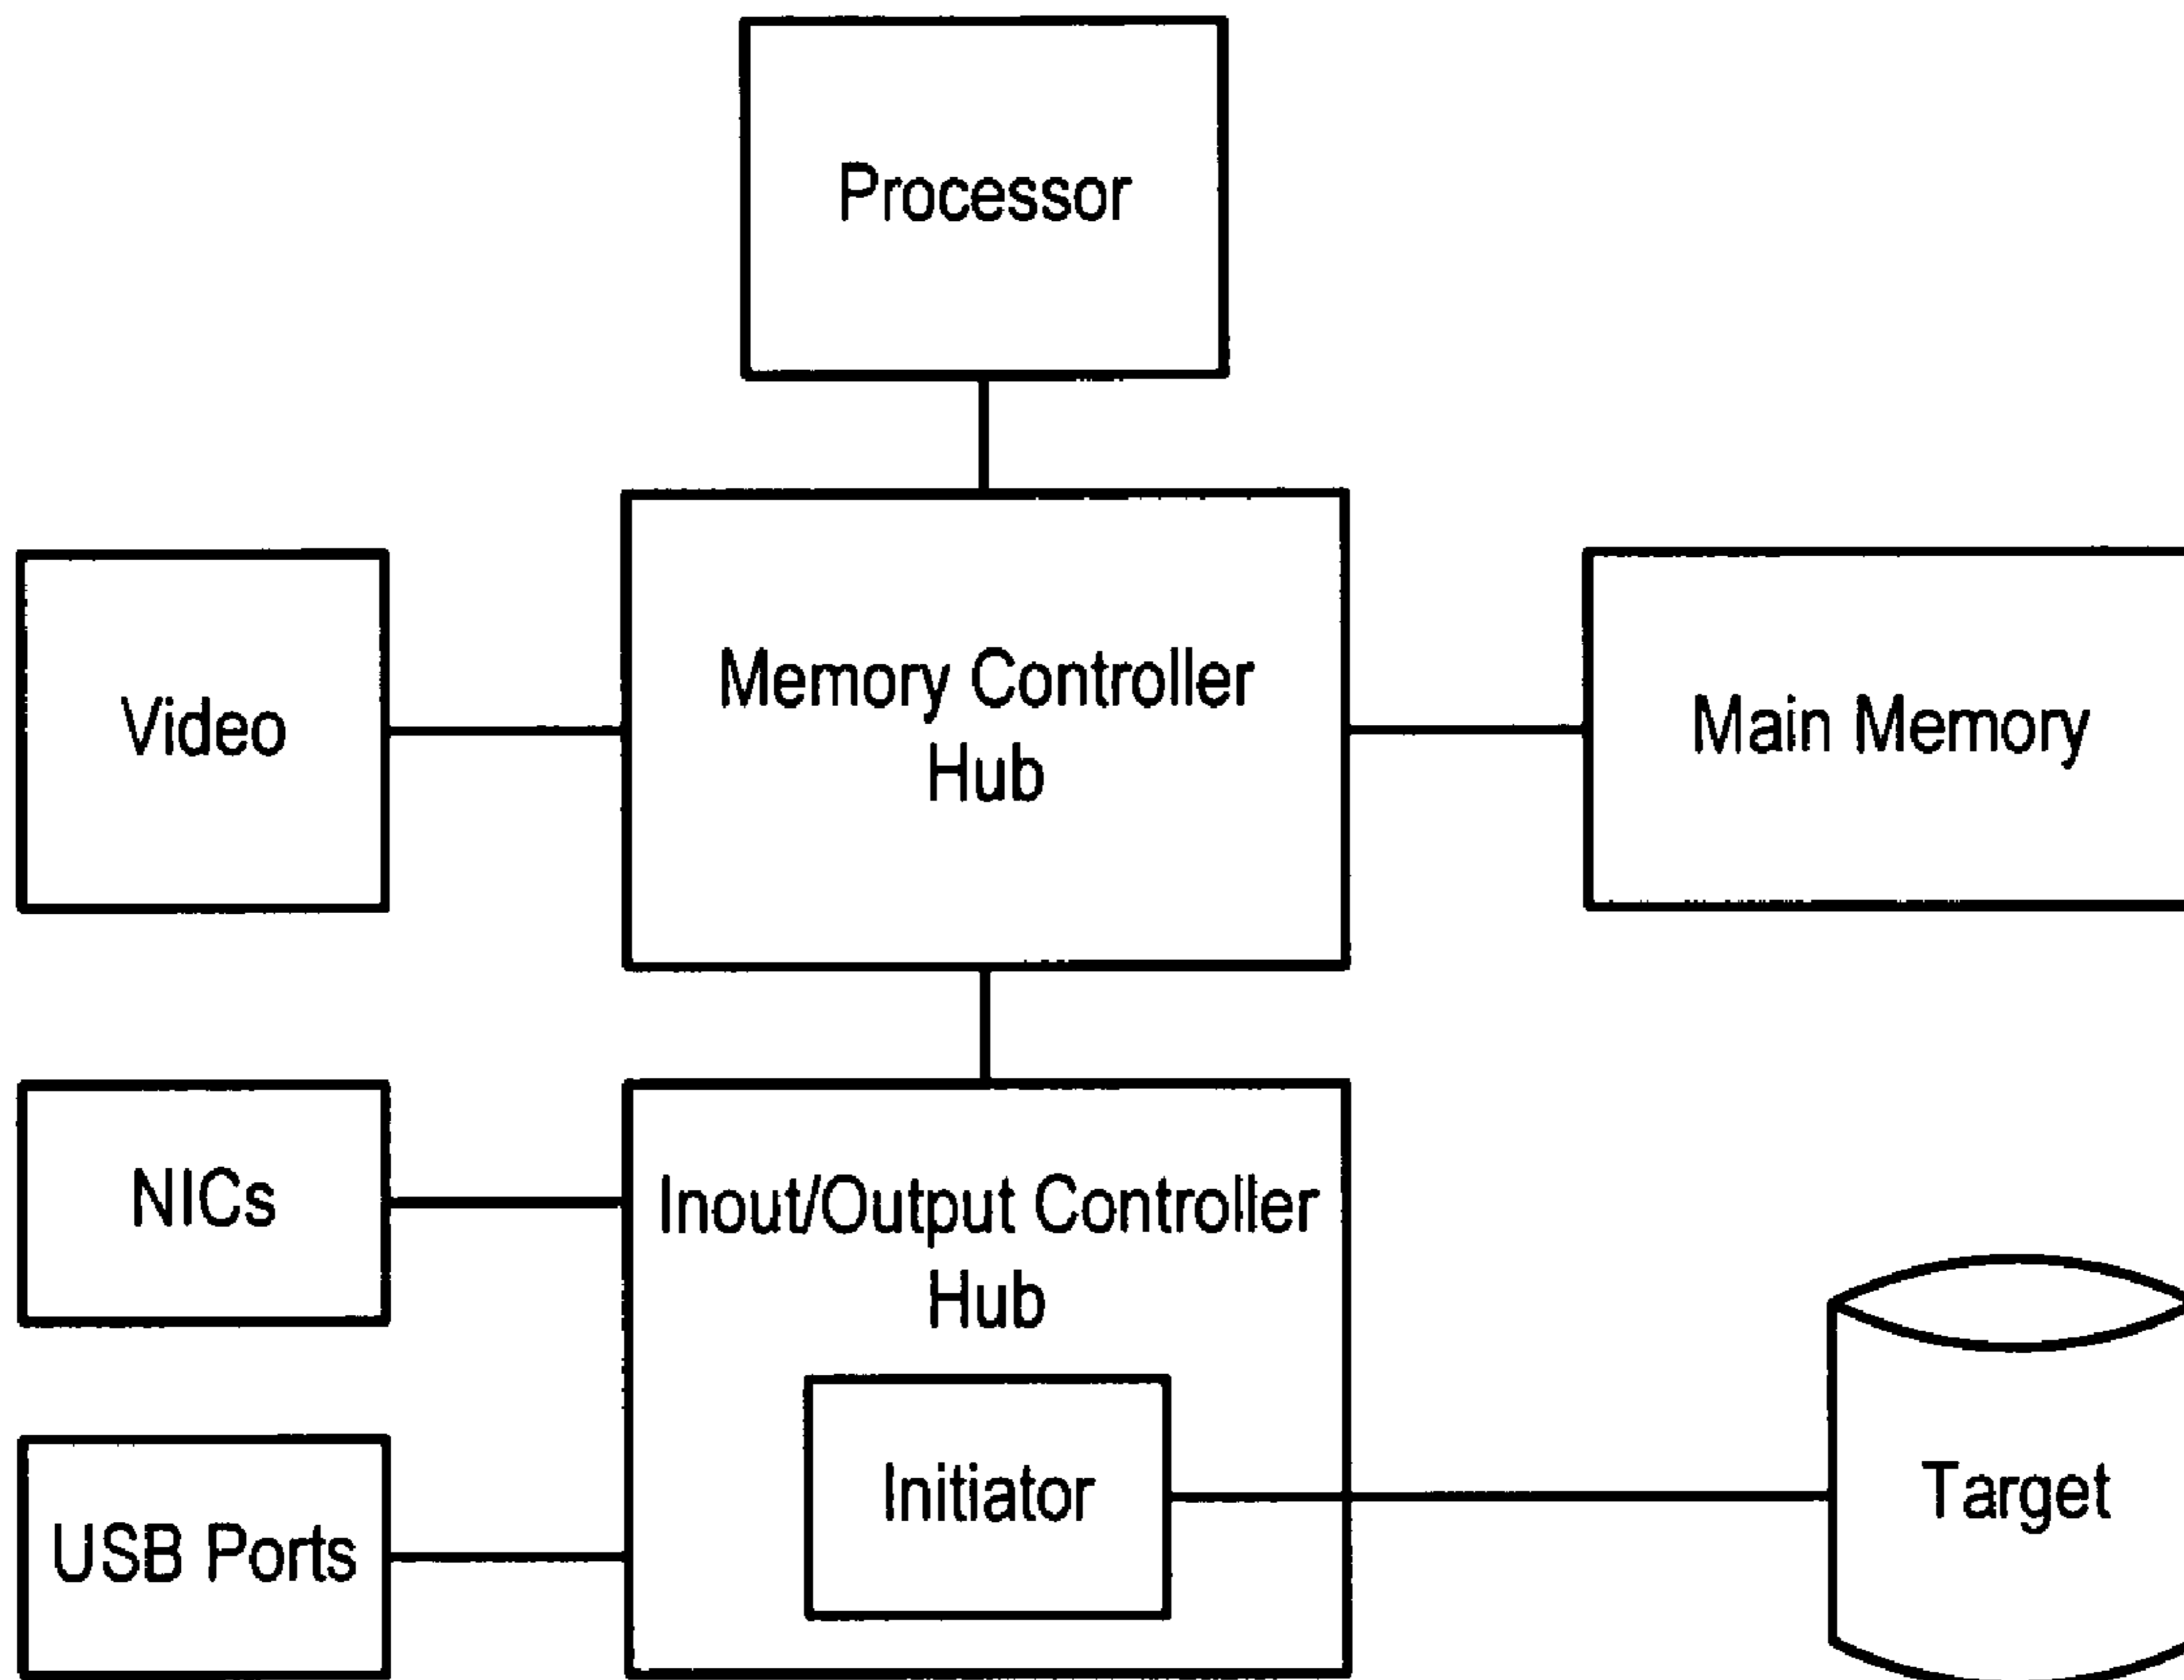 Processor
Video
Memory Controller
Hub
Main Memory
NICs
Inout/Output Controller
Hub
Initiator
Target
USB Ports